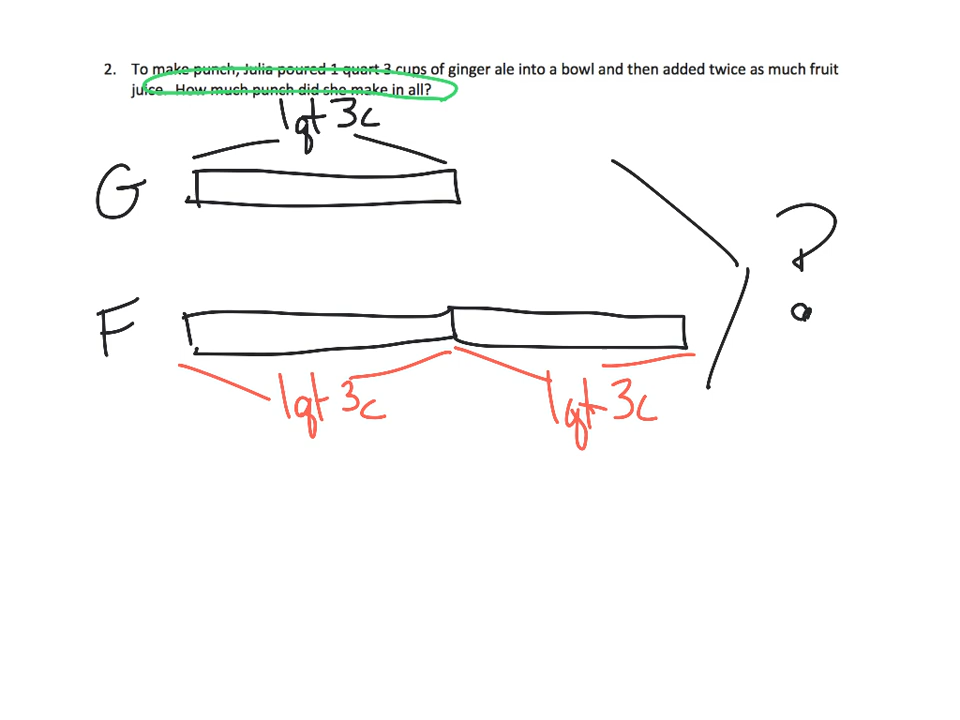 2. To make punch, Julia poured 1 quart 3 cups of ginger ale into a bowl and then added twice as much fruit
juice. How much punch did she make in all?
1qt 3c
G
?
F
1qt 3c 1qt 3c